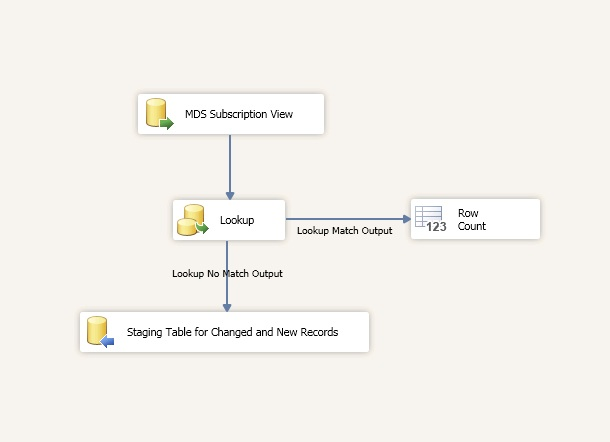 MDS Subscription View
Lookup
Lookup Match Output
123
Row
Count
Lookup No Match Output
Staging Table for Changed and New Records